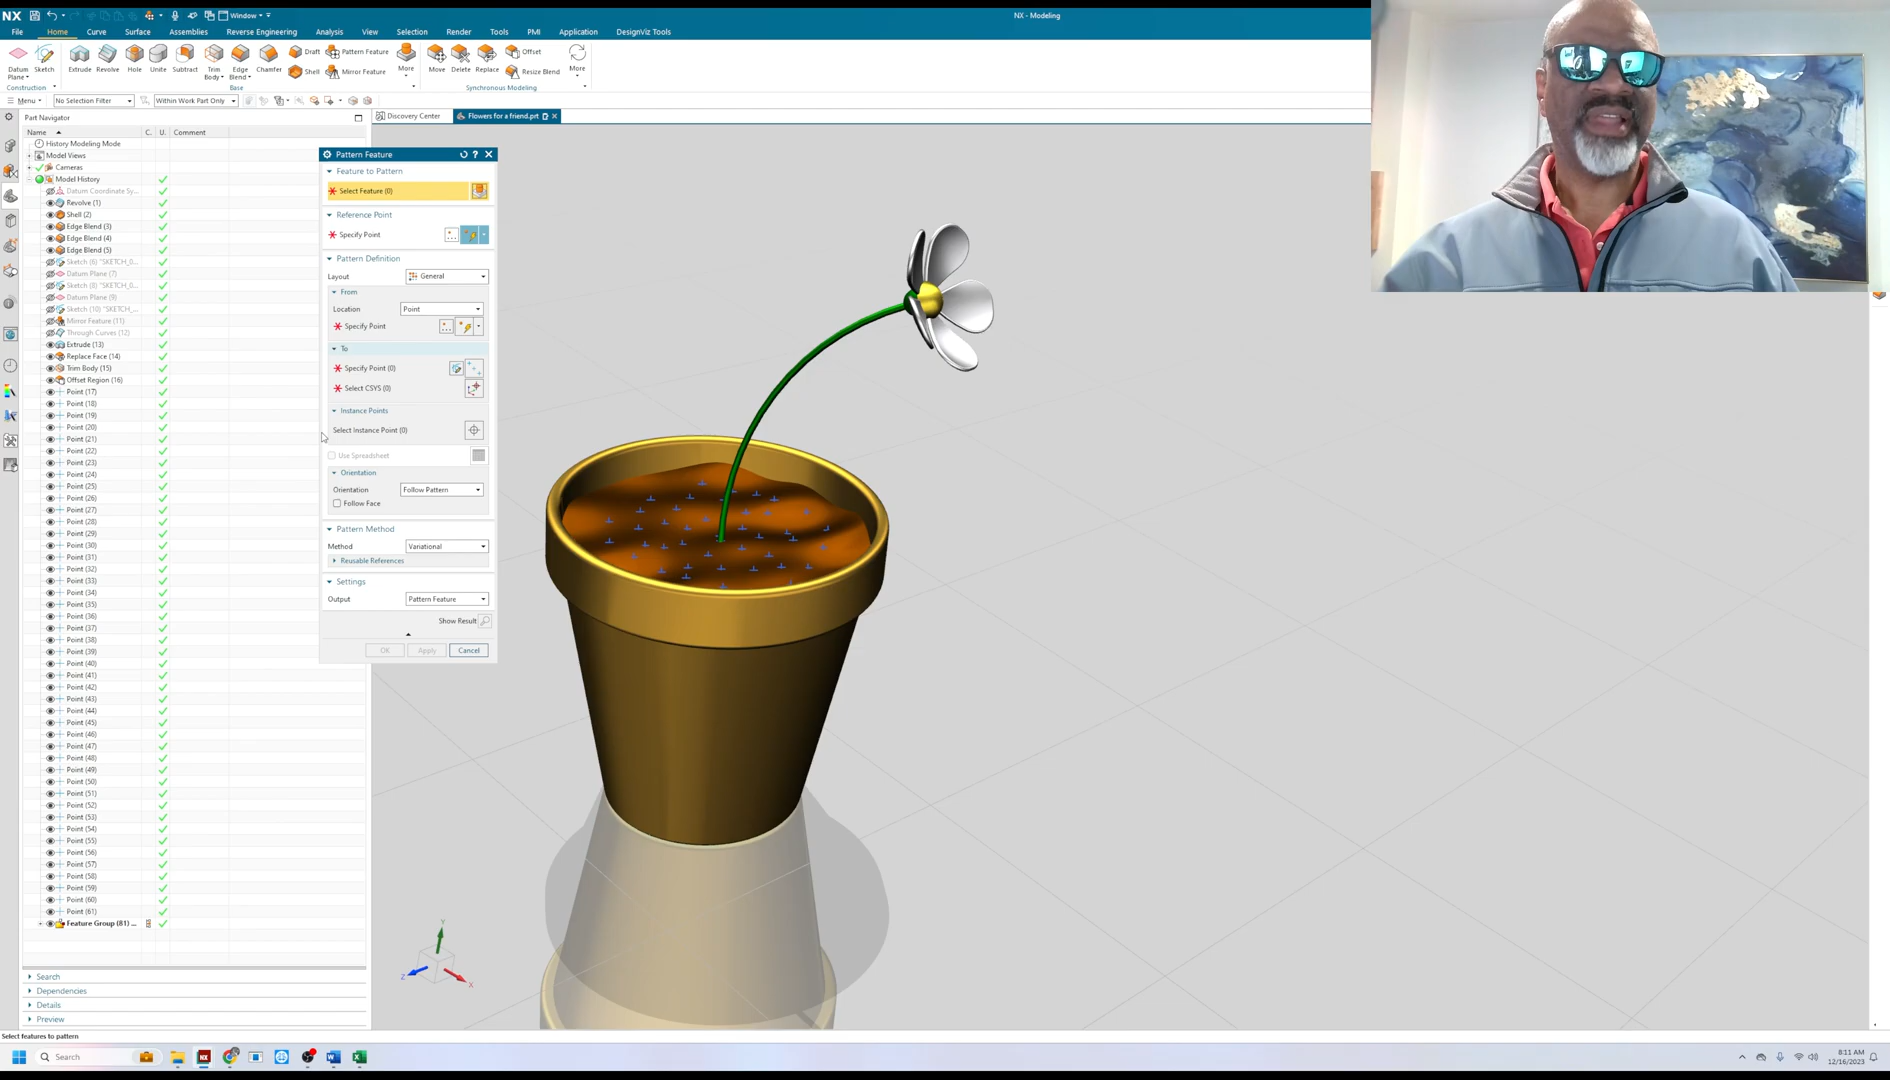 NX Window NX - Modeling
File Home Curve Surface Assemblies Reverse Engineering Analysis View Selection Render Tools PMI Application DesignViz Tools
Datum Plane Sketch Extrude Revolve Hole Unite Subtract Trim Body Edge Blend Chamfer Draft Shell Pattern Feature Mirror Feature More Move Delete Replace Offset Resize Blend More
Construction Base Synchronous Modeling
Menu No Selection Filter Within Work Part Only
Part Navigator
Discovery Center Flowers for a friend.prt
Name C. U. Comment
History Modeling Mode
Model Views
Cameras
Model History
Datum Coordinate Sy...
Revolve (1)
Shell (2)
Edge Blend (3)
Edge Blend (4)
Edge Blend (5)
Sketch (6) "SKETCH_0...
Datum Plane (7)
Sketch (8) "SKETCH_0...
Datum Plane (9)
Sketch (10) "SKETCH_...
Mirror Feature (11)
Through Curves (12)
Extrude (13)
Replace Face (14)
Trim Body (15)
Offset Region (16)
Point (17)
Point (18)
Point (19)
Point (20)
Point (21)
Point (22)
Point (23)
Point (24)
Point (25)
Point (26)
Point (27)
Point (28)
Point (29)
Point (30)
Point (31)
Point (32)
Point (33)
Point (34)
Point (35)
Point (36)
Point (37)
Point (38)
Point (39)
Point (40)
Point (41)
Point (42)
Point (43)
Point (44)
Point (45)
Point (46)
Point (47)
Point (48)
Point (49)
Point (50)
Point (51)
Point (52)
Point (53)
Point (54)
Point (55)
Point (56)
Point (57)
Point (58)
Point (59)
Point (60)
Point (61)
Feature Group (81) ...
Search
Dependencies
Details
Preview
Pattern Feature
Feature to Pattern
Select Feature (0)
Reference Point
Specify Point
Pattern Definition
Layout General
From
Location Point
Specify Point
To
Specify Point (0)
Select CSYS (0)
Instance Points
Select Instance Point (0)
Use Spreadsheet
Orientation
Orientation Follow Pattern
Follow Face
Pattern Method
Method Variational
Reusable References
Settings
Output Pattern Feature
Show Result
OK Apply Cancel
Y
Z
X
Select features to pattern
Search
8:11 AM
12/16/2023